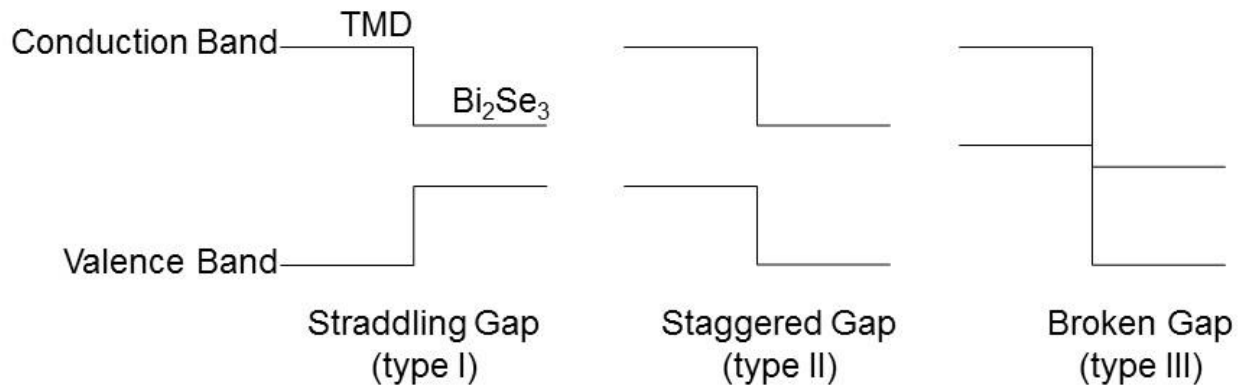 TMD
Conduction Band
Bi₂Se₃
Valence Band
Straddling Gap
(type I)
Staggered Gap
(type II)
Broken Gap
(type III)